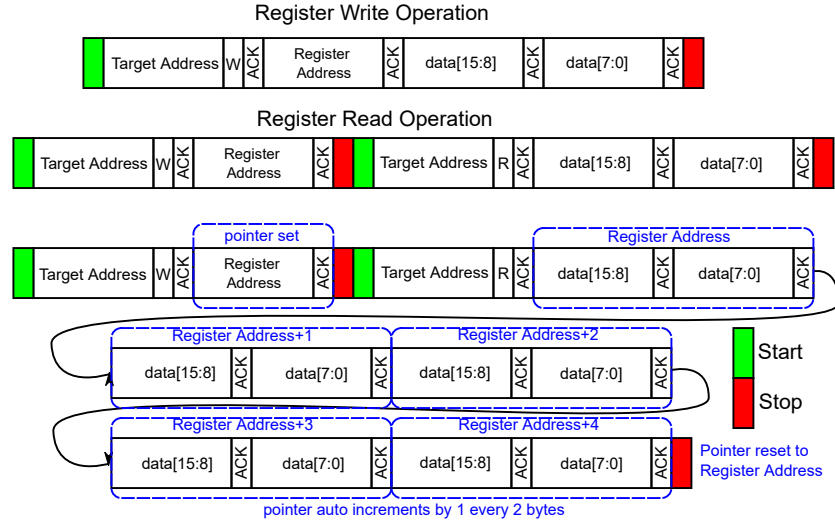 Register Write Operation
Target Address W ACK Register Address ACK data[15:8] ACK data[7:0] ACK
Register Read Operation
Target Address W ACK Register Address ACK Target Address R ACK data[15:8] ACK data[7:0] ACK
pointer set Register Address
Target Address W ACK Register Address ACK Target Address R ACK data[15:8] ACK data[7:0] ACK
Register Address+1 Register Address+2
data[15:8] ACK data[7:0] ACK data[15:8] ACK data[7:0] ACK
Start
Stop
Register Address+3 Register Address+4
data[15:8] ACK data[7:0] ACK data[15:8] ACK data[7:0] ACK
Pointer reset to
Register Address
pointer auto increments by 1 every 2 bytes